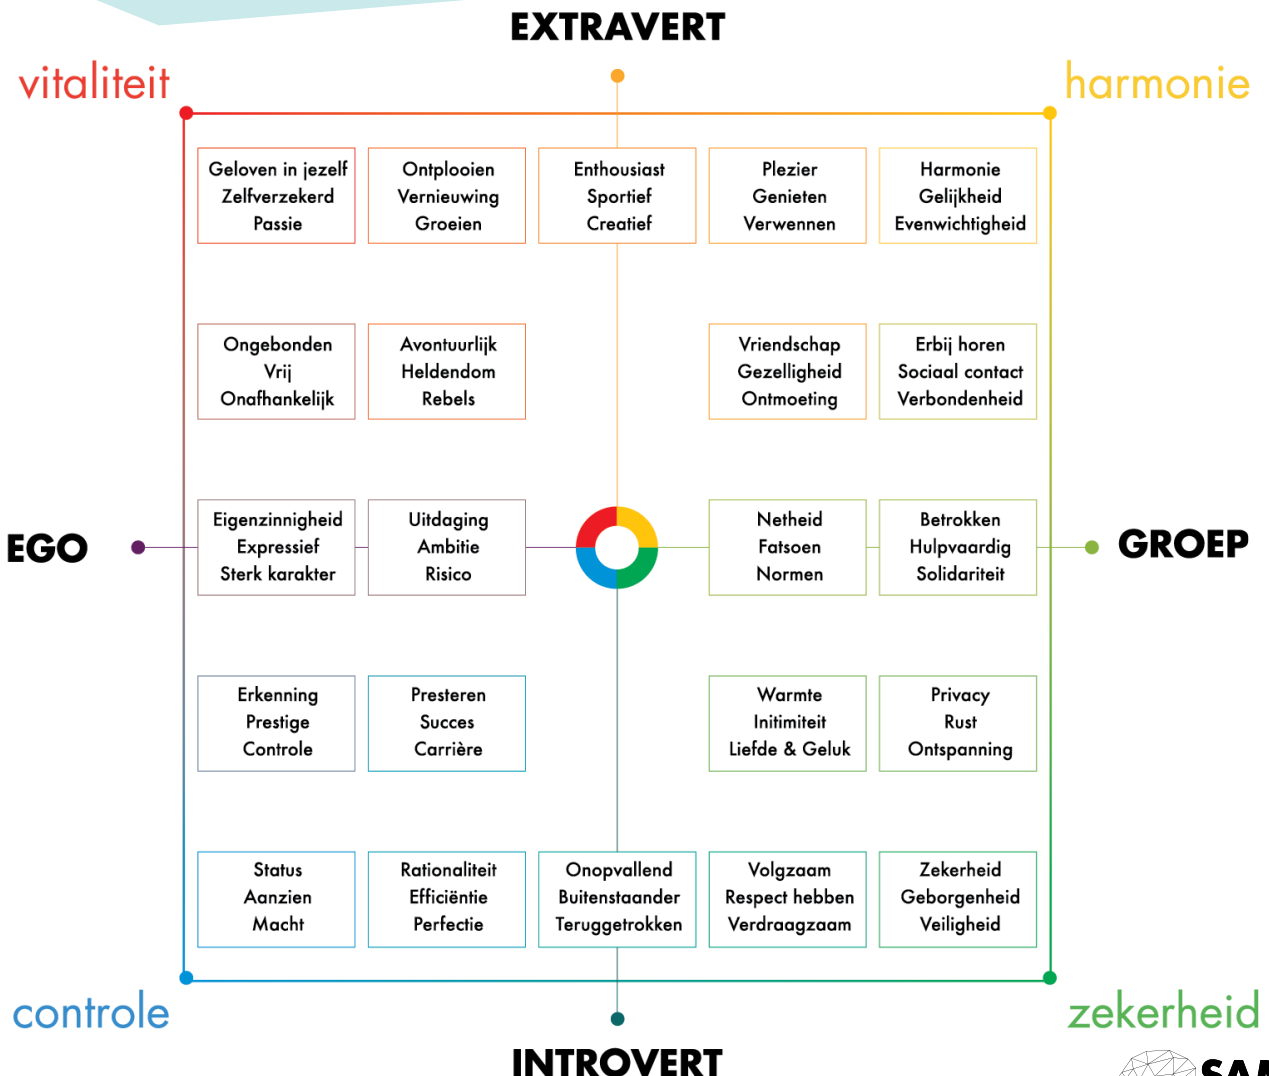 EXTRAVERT
vitaliteit
harmonie
Geloven in jezelf
Zelfverzekerd
Passie
Ontplooien
Vernieuwing
Groeien
Enthousiast
Sportief
Creatief
Plezier
Genieten
Verwennen
Harmonie
Gelijkheid
Evenwichtigheid
Ongebonden
Vrij
Onafhankelijk
Avontuurlijk
Heldendom
Rebels
Vriendschap
Gezelligheid
Ontmoeting
Erbij horen
Sociaal contact
Verbondenheid
EGO
Eigenzinnigheid
Expressief
Sterk karakter
Uitdaging
Ambitie
Risico
Netheid
Fatsoen
Normen
Betrokken
Hulpvaardig
Solidariteit
GROEP
Erkenning
Prestige
Controle
Presteren
Succes
Carrière
Warmte
Initimiteit
Liefde & Geluk
Privacy
Rust
Ontspanning
Status
Aanzien
Macht
Rationaliteit
Efficiëntie
Perfectie
Onopvallend
Buitenstaander
Teruggetrokken
Volgzaam
Respect hebben
Verdraagzaam
Zekerheid
Geborgenheid
Veiligheid
controle
zekerheid
INTROVERT